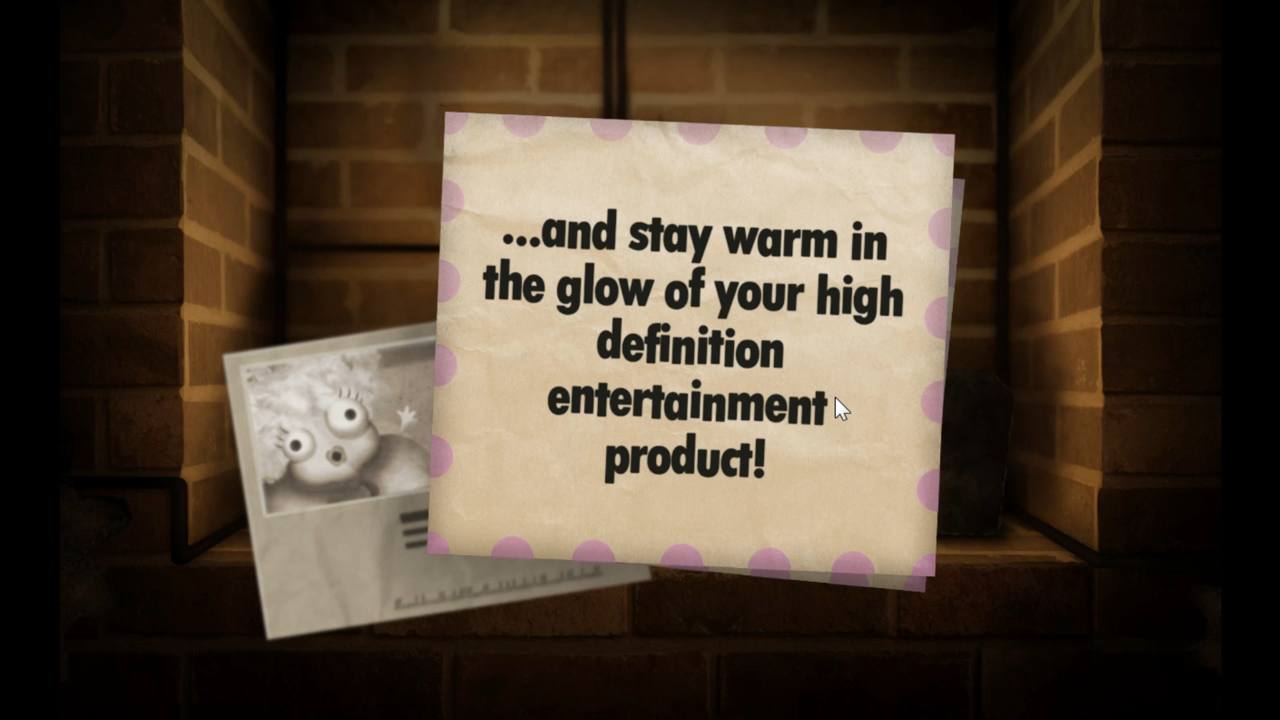 ...and stay warm in
the glow of your high
definition
entertainment
product!